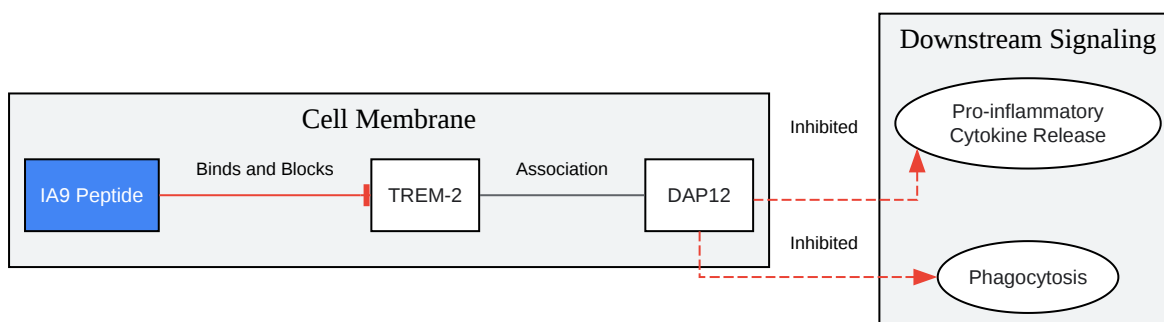 Downstream Signaling
Cell Membrane
Pro-inflammatory
Cytokine Release
Inhibited
Binds and Blocks
Association
IA9 Peptide
TREM-2
DAP12
Inhibited
Phagocytosis